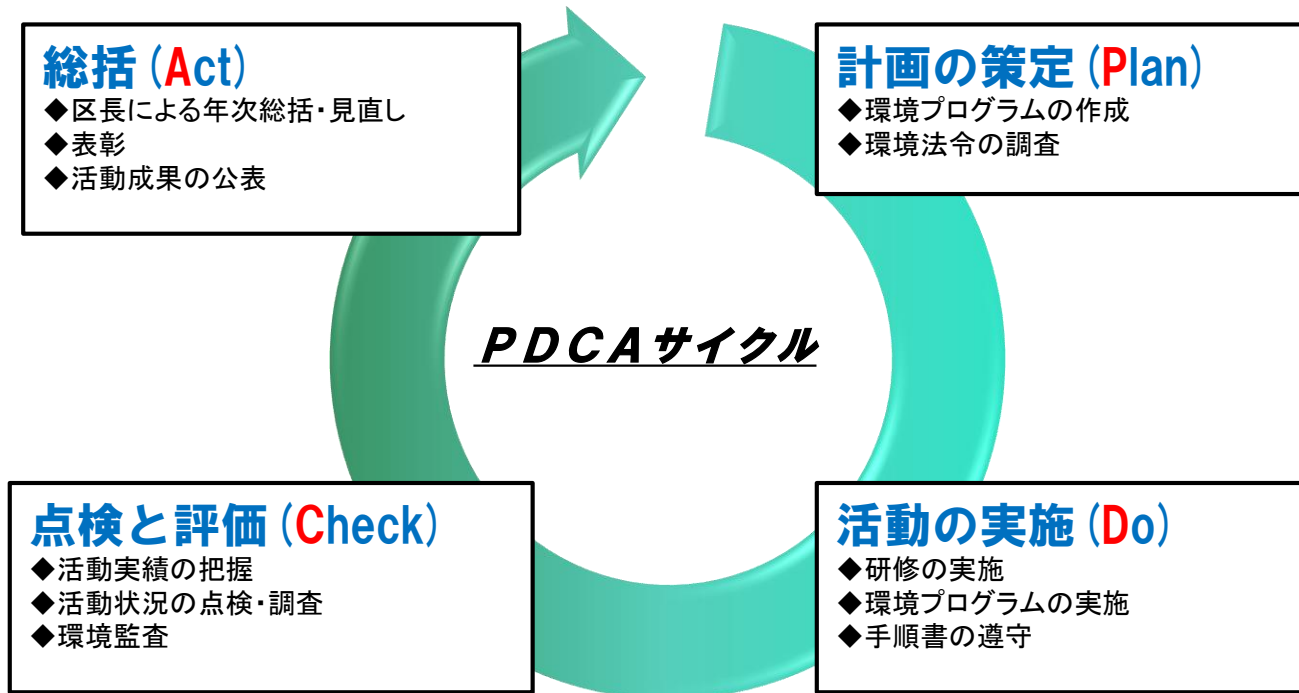 総括(Act)
◆区長による年次総括・見直し
◆表彰
◆活動成果の公表
計画の策定(Plan)
◆環境プログラムの作成
◆環境法令の調査
PDCAサイクル
点検と評価(Check)
◆活動実績の把握
◆活動状況の点検・調査
◆環境監査
活動の実施(Do)
◆研修の実施
◆環境プログラムの実施
◆手順書の遵守